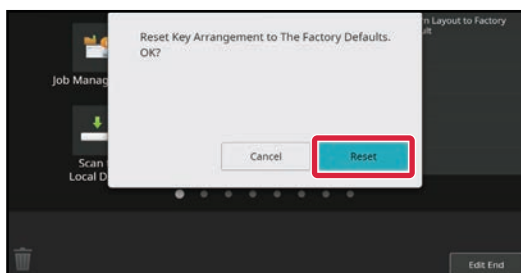 Reset Key Arrangement to The Factory Defaults.
OK?
n Layout to Factory
ult
Job Manag
Scan
Local D
Cancel
Reset
Edit End